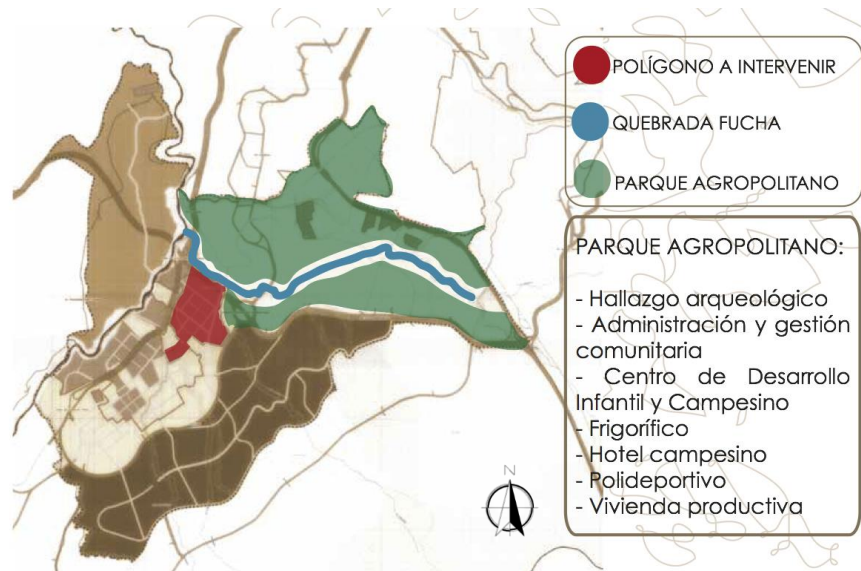 POLÍGONO A INTERVENIR
QUEBRADA FUCHA
PARQUE AGROPOLITANO
PARQUE AGROPOLITANO:
- Hallazgo arqueológico
- Administración y gestión
comunitaria
- Centro de Desarrollo
Infantil y Campesino
- Frigorífico
- Hotel campesino
- Polideportivo
- Vivienda productiva
N